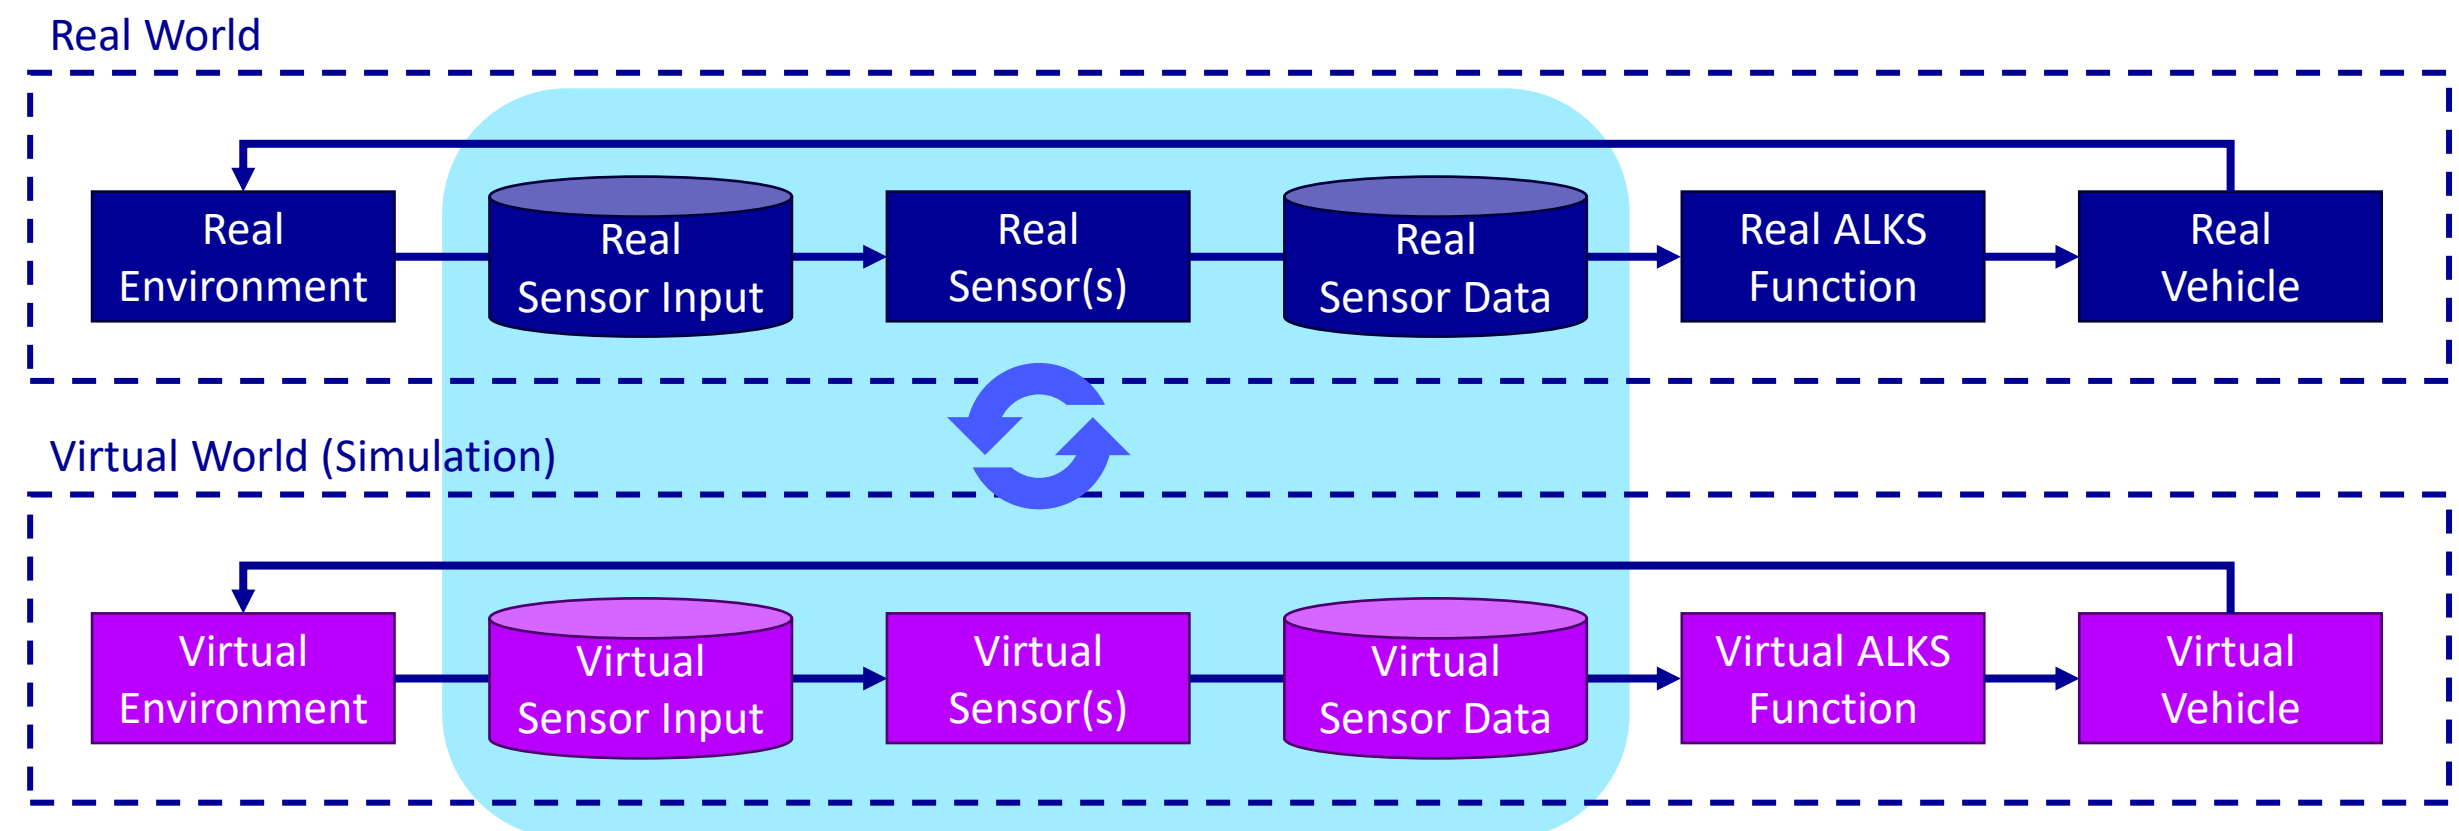 Real World
Real
Environment
Real
Sensor Input
Real
Sensor(s)
Real
Sensor Data
Real ALKS
Function
Real
Vehicle
Virtual World (Simulation)
Virtual
Environment
Virtual
Sensor Input
Virtual
Sensor(s)
Virtual
Sensor Data
Virtual ALKS
Function
Virtual
Vehicle